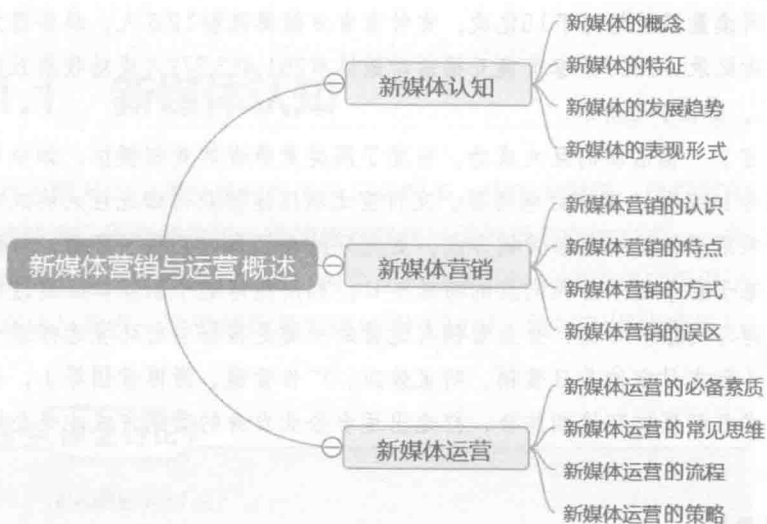 新媒体营销与运营概述
新媒体认知
新媒体的概念
新媒体的特征
新媒体的发展趋势
新媒体的表现形式
新媒体营销
新媒体营销的认识
新媒体营销的特点
新媒体营销的方式
新媒体营销的误区
新媒体运营
新媒体运营的必备素质
新媒体运营的常见思维
新媒体运营的流程
新媒体运营的策略